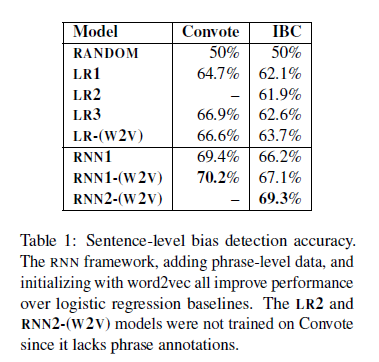 Model Convote IBC
RANDOM 50% 50%
LR1 64.7% 62.1%
LR2 – 61.9%
LR3 66.9% 62.6%
LR-(W2V) 66.6% 63.7%
RNN1 69.4% 66.2%
RNN1-(W2V) 70.2% 67.1%
RNN2-(W2V) – 69.3%
Table 1: Sentence-level bias detection accuracy.
The RNN framework, adding phrase-level data, and
initializing with word2vec all improve performance
over logistic regression baselines. The LR2 and
RNN2-(W2V) models were not trained on Convote
since it lacks phrase annotations.